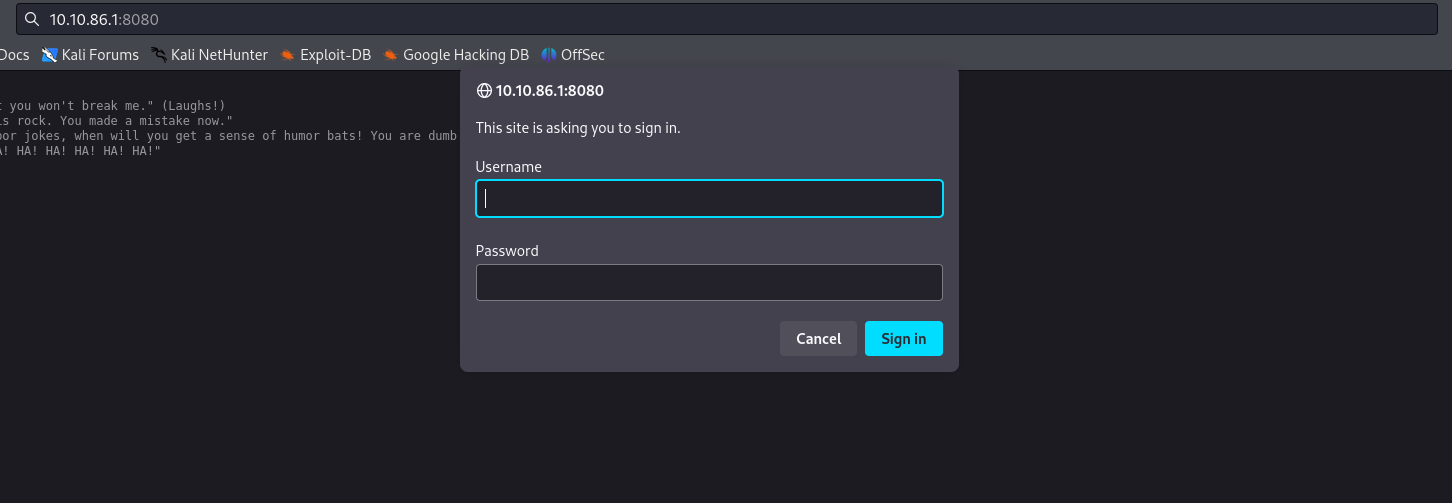 10.10.86.1:8080
Docs Kali Forums Kali NetHunter Exploit-DB Google Hacking DB OffSec
you won't break me." (Laughs!)
rock. You made a mistake now."
jokes, when will you get a sense of humor bats! You are dumb
! HA! HA! HA! HA! HA!"
10.10.86.1:8080
This site is asking you to sign in.
Username
Password
Cancel Sign in